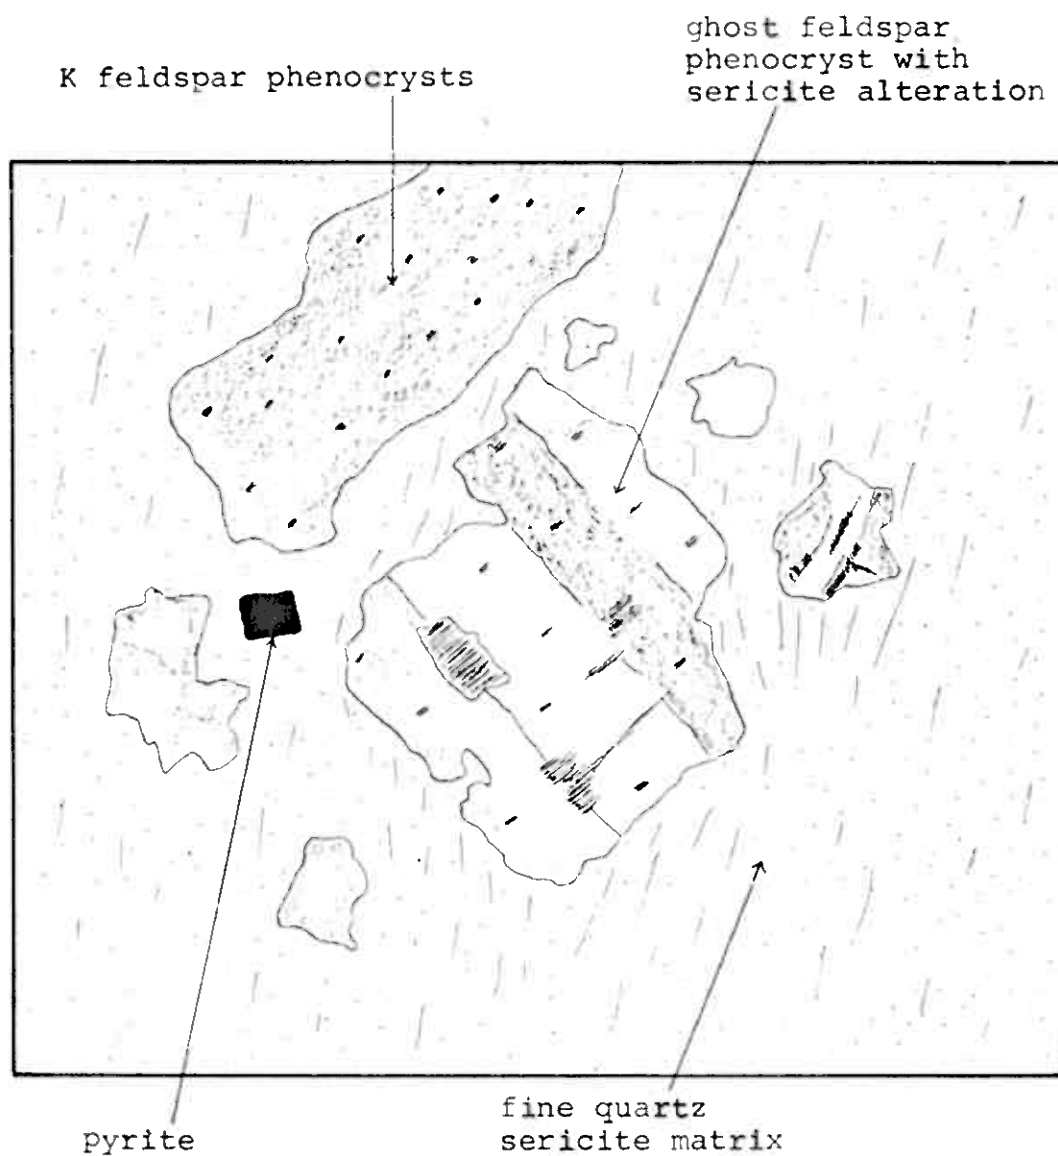 K feldspar phenocrysts
ghost feldspar
phenocryst with
sericite alteration
pyrite
fine quartz
sericite matrix